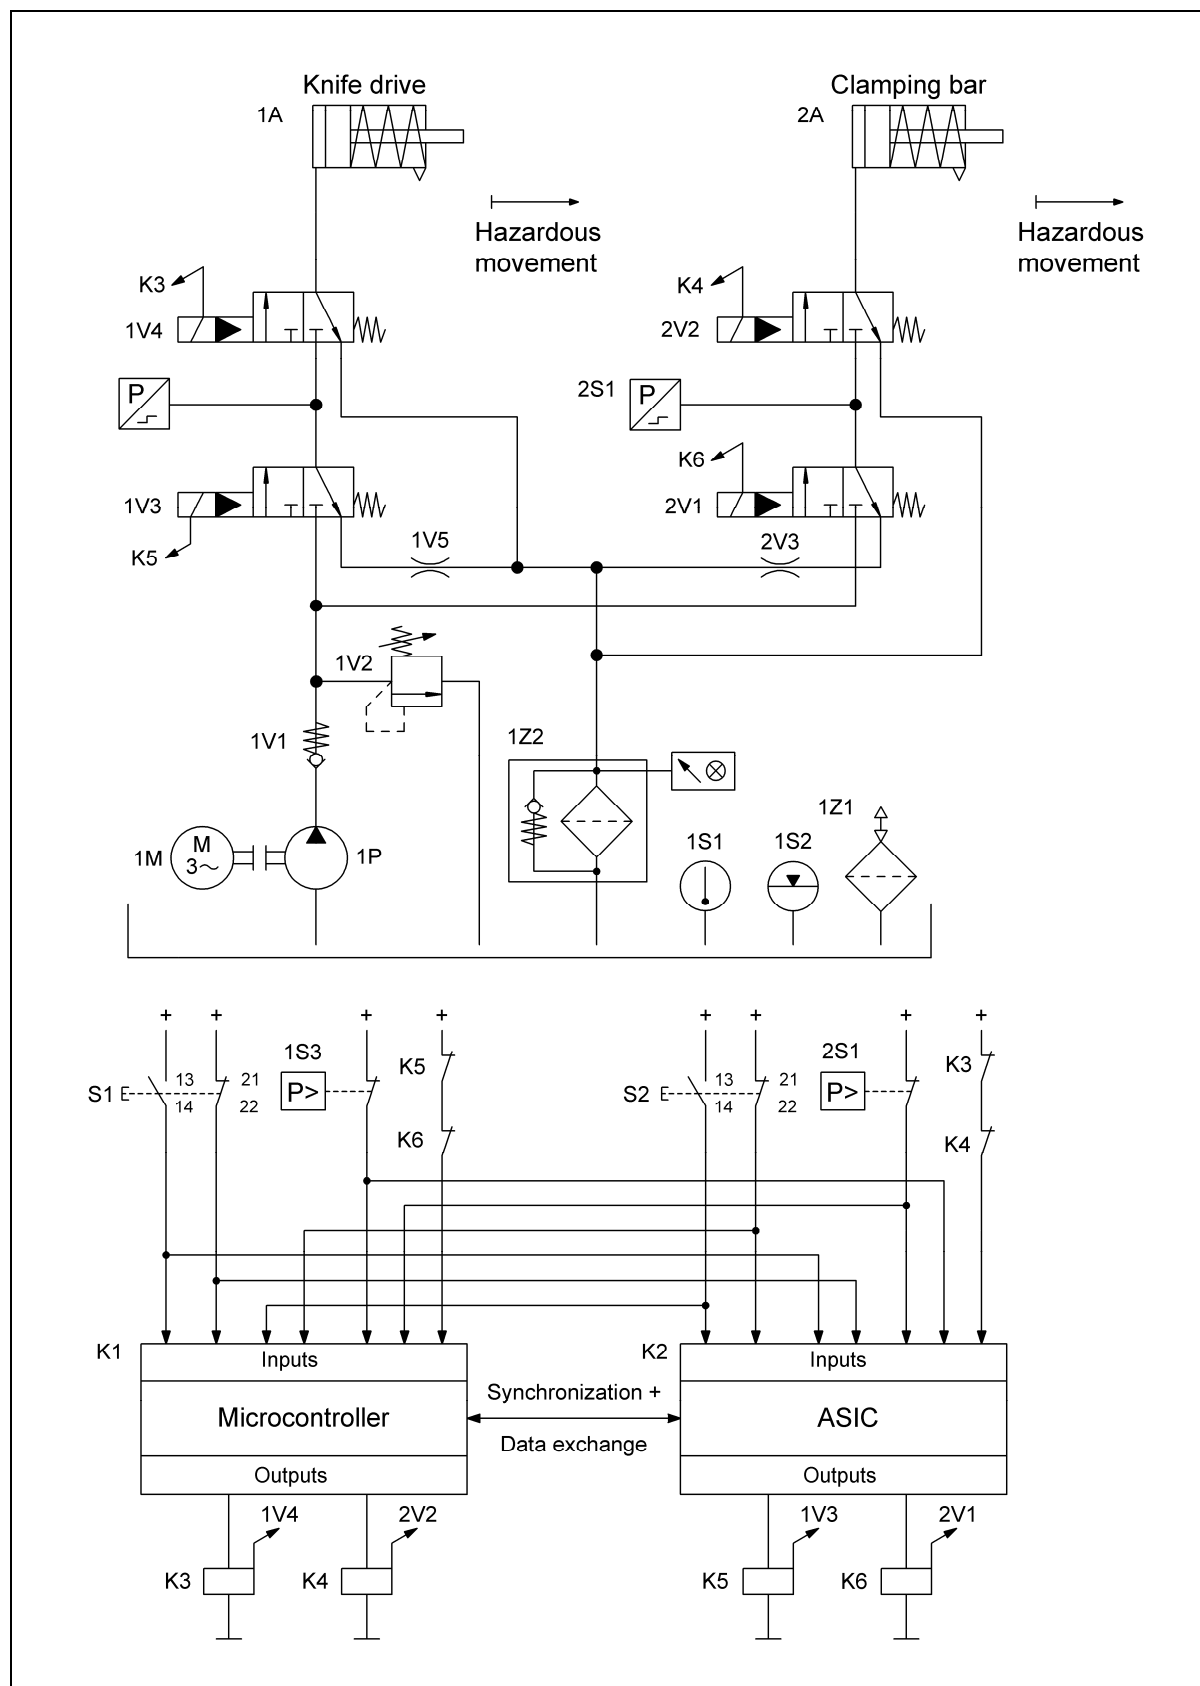 Knife drive
Clamping bar
1A
2A
Hazardous
movement
Hazardous
movement
K3
K4
1V4
2V2
P
2S1
P
K6
1V3
2V1
K5
1V5
2V3
1V2
1V1
1Z2
1Z1
M
3~
1M
1P
1S1
1S2
+ + + + + + + +
1S3
K5
2S1
K3
S1
13
14
21
22
P>
S2
13
14
21
22
P>
K6
K4
K1
Inputs
K2
Inputs
Synchronization +
Microcontroller
ASIC
Data exchange
Outputs
Outputs
1V4
2V2
1V3
2V1
K3
K4
K5
K6